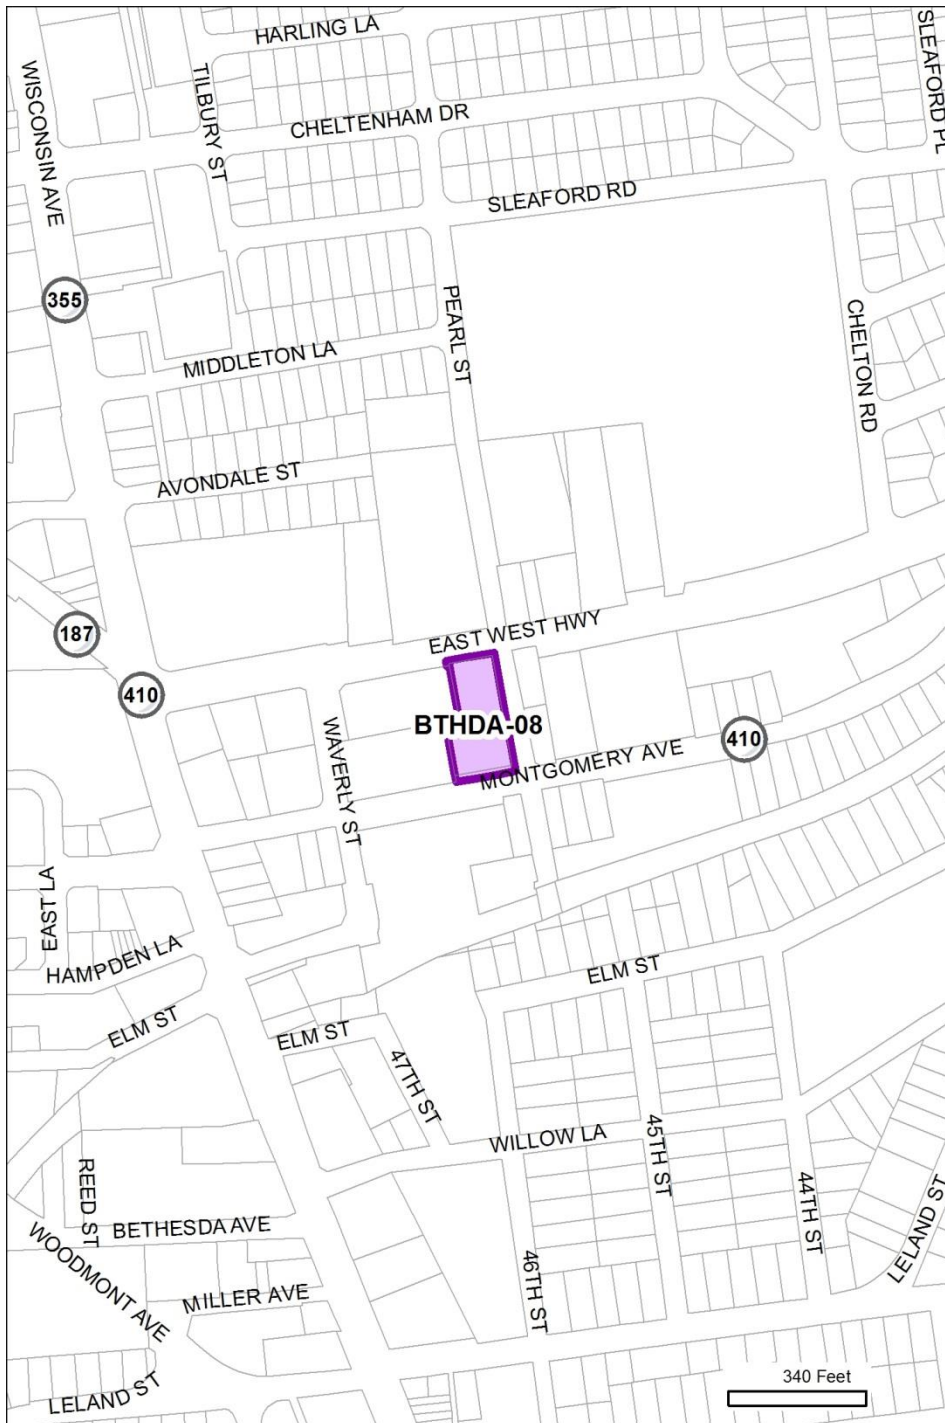 HARLING LA
SLEAFORD PL
WISCONSIN AVE
TILBURY ST
CHELTENHAM DR
SLEAFORD RD
355
PEARL ST
CHELTON RD
MIDDLETON LA
AVONDALE ST
187
EAST WEST HWY
410
BTHDA-08
WAVERLY ST
410
MONTGOMERY AVE
EAST LA
HAMPDEN LA
ELM ST
ELM ST
ELM ST
47TH ST
WILLOW LA
45TH ST
44TH ST
REED ST
BETHESDA AVE
WOODMONT AVE
LELAND ST
46TH ST
MILLER AVE
LELAND ST
340 Feet